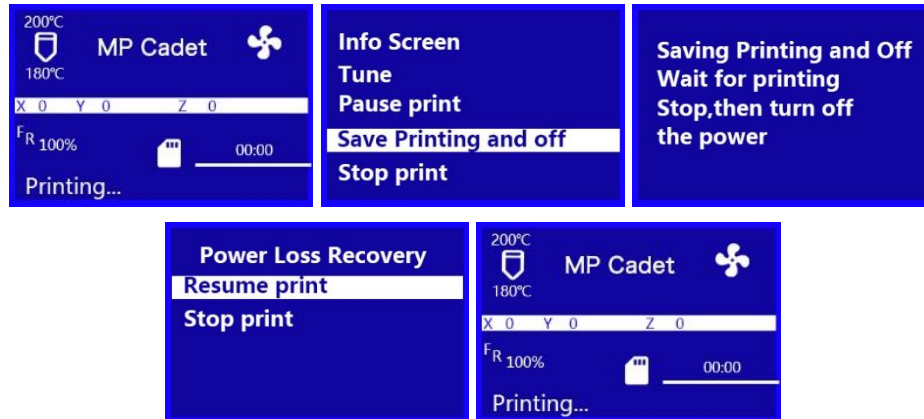 200℃
MP Cadet
180℃
X 0 Y 0 Z 0
FR 100%
00:00
Printing...
Info Screen
Tune
Pause print
Save Printing and off
Stop print
Saving Printing and Off
Wait for printing
Stop,then turn off
the power
Power Loss Recovery
Resume print
Stop print
200℃
MP Cadet
180℃
X 0 Y 0 Z 0
FR 100%
00:00
Printing...